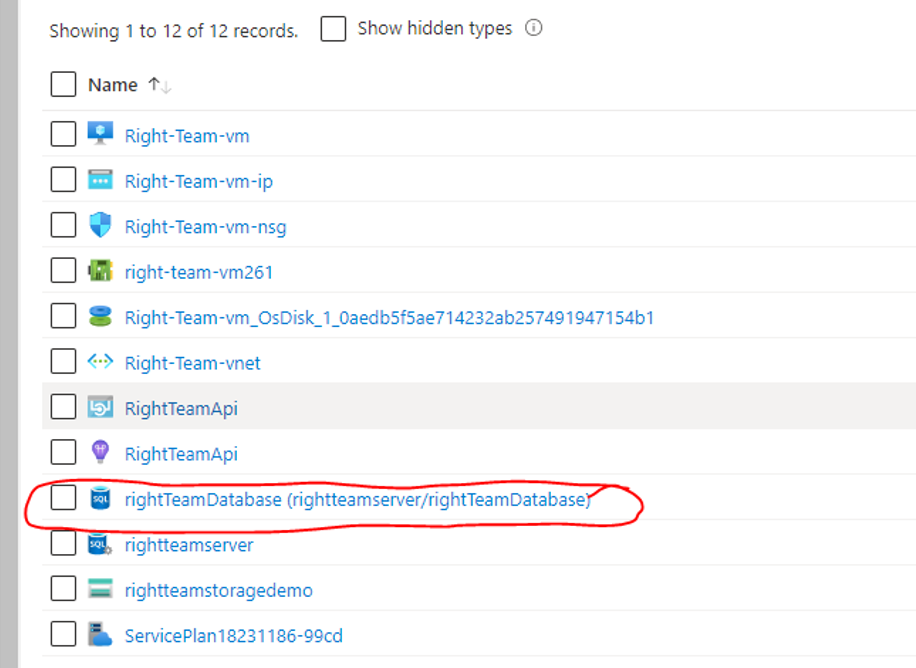 Showing 1 to 12 of 12 records. Show hidden types
Name
Right-Team-vm
Right-Team-vm-ip
Right-Team-vm-nsg
right-team-vm261
Right-Team-vm_OsDisk_1_0aedb5f5ae714232ab257491947154b1
Right-Team-vnet
RightTeamApi
RightTeamApi
SQL rightTeamDatabase (rightteamserver/rightTeamDatabase)
SQL rightteamserver
rightteamstoragedemo
ServicePlan18231186-99cd